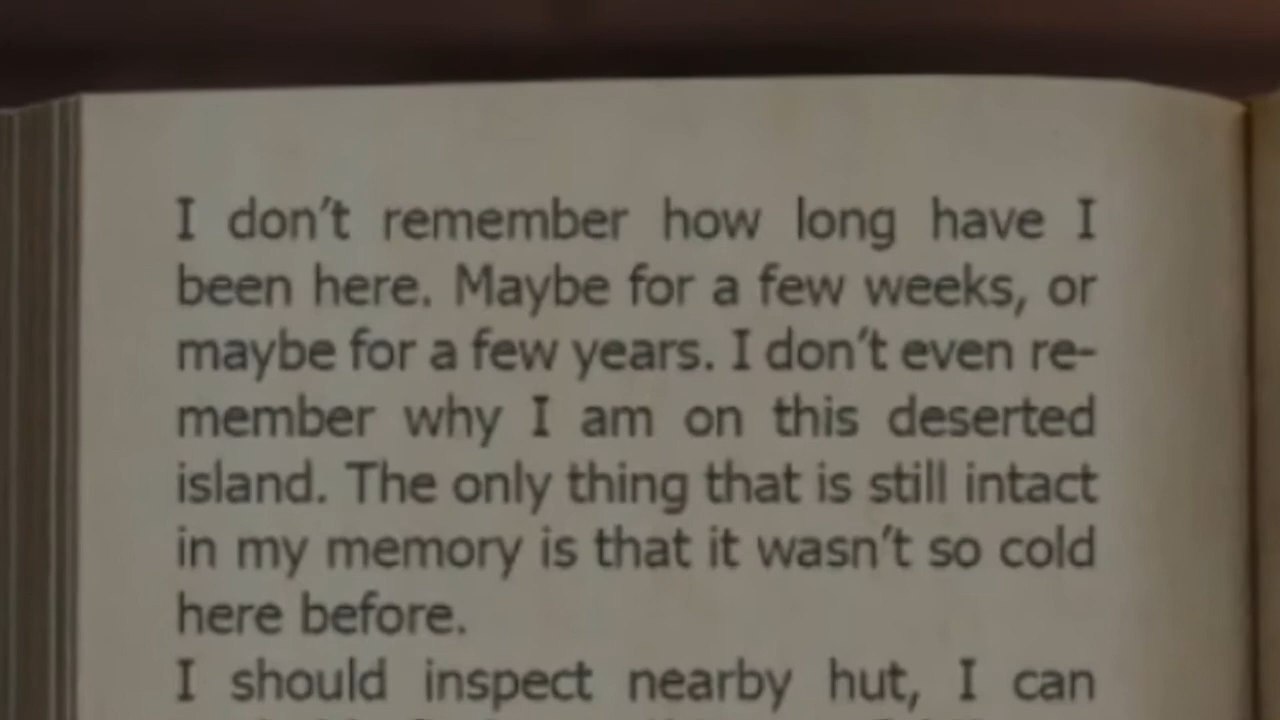 I don't remember how long have I
been here. Maybe for a few weeks, or
maybe for a few years. I don't even re-
member why I am on this deserted
island. The only thing that is still intact
in my memory is that it wasn't so cold
here before.
I should inspect nearby hut, I can